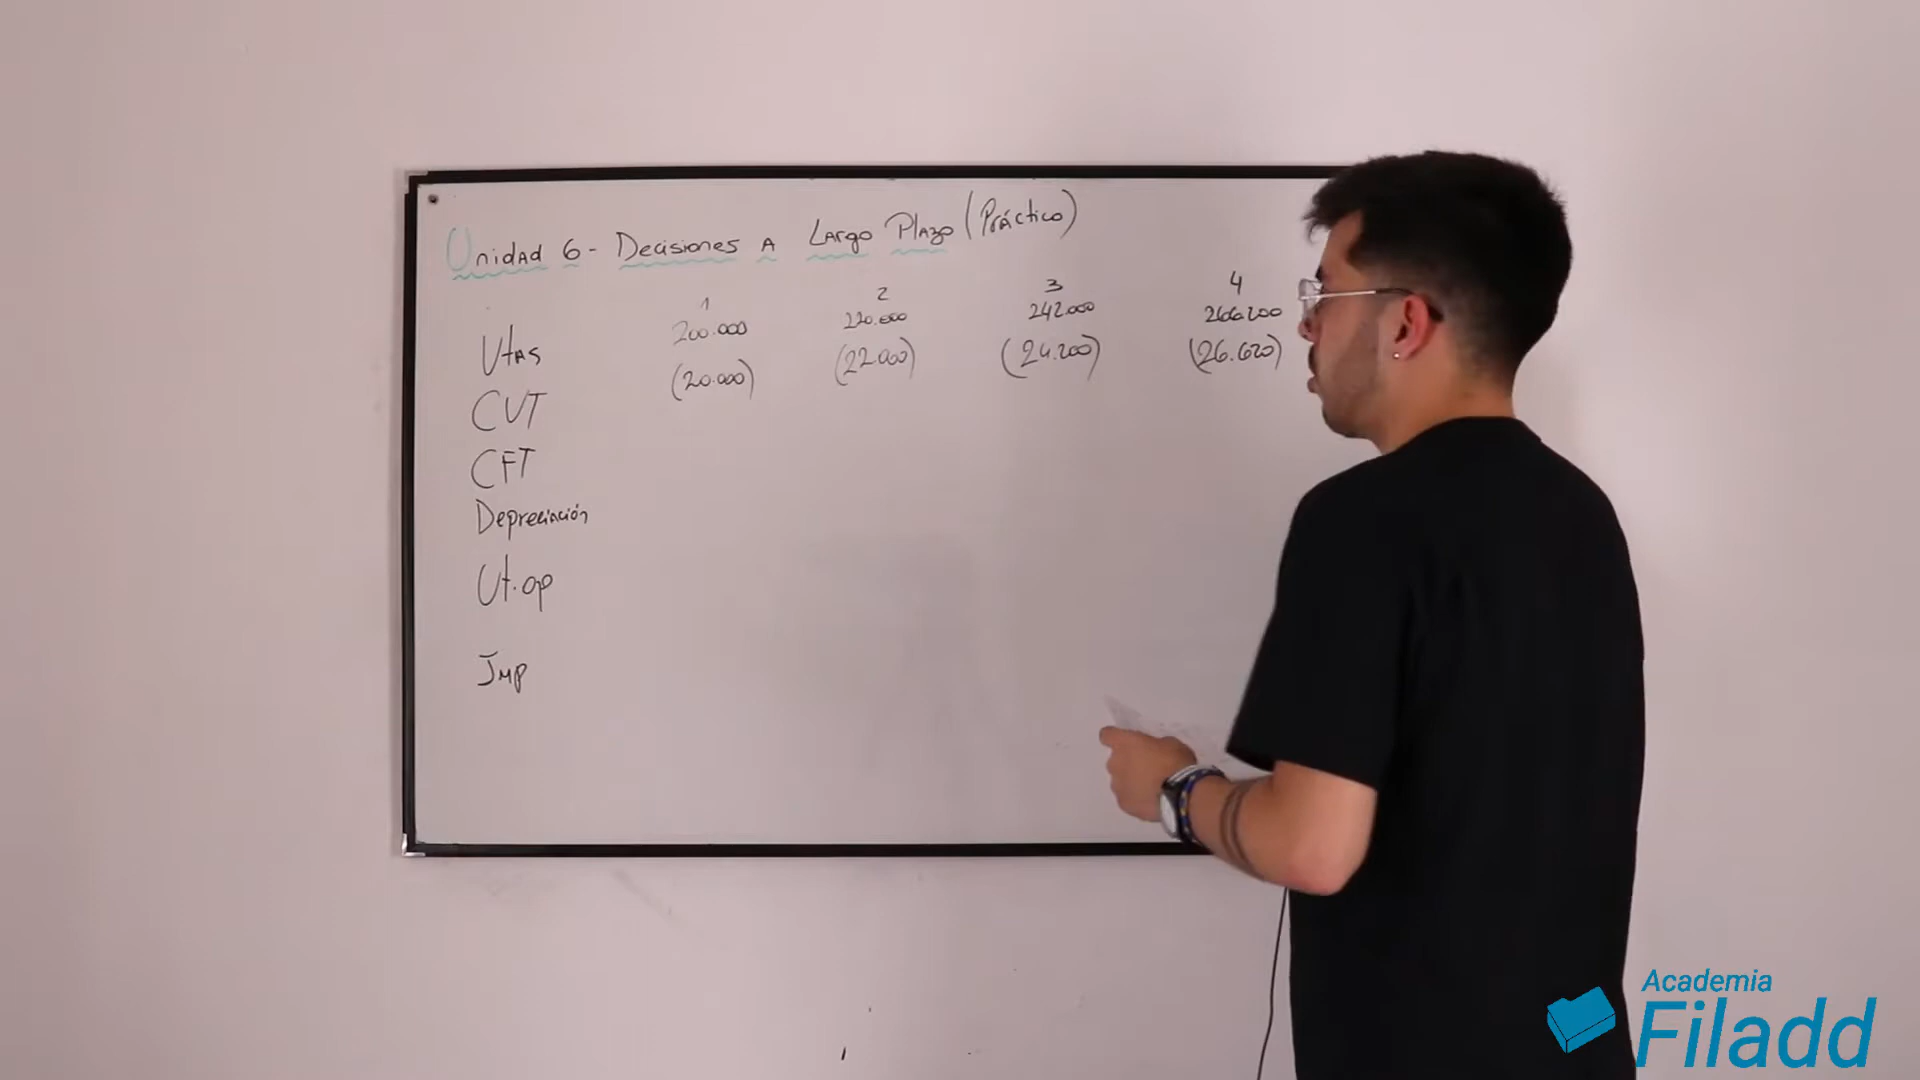 Unidad 6 - Decisiones A Largo Plazo (Práctico)
1 2 3 4
Vtas 200.000 220.000 242.000 266.200
CVT (20.000) (22.000) (24.200) (26.620)
CFT
Depreciación
Ut.op
Imp
Academia
Filadd